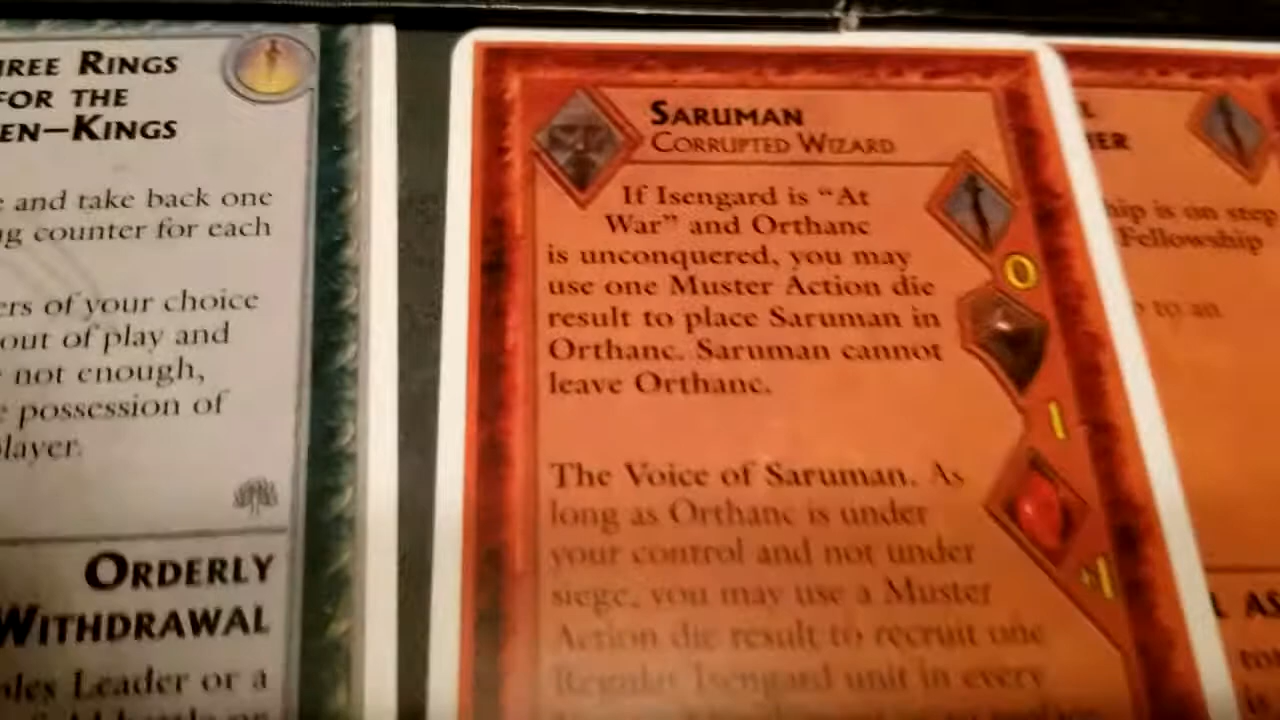 REE RINGS
FOR THE
EN-KINGS
and take back one
counter for each
ers of your choice
out of play and
not enough,
possession of
layer.
ORDERLY
WITHDRAWAL
Leader or a
SARUMAN
CORRUPTED WIZARD
If Isengard is “At
War” and Orthanc
is unconquered, you may
use one Muster Action die
result to place Saruman in
Orthanc. Saruman cannot
leave Orthanc.
0
1
+1
The Voice of Saruman. As
long as Orthanc is under
your control and not under
siege, you may use a Muster
Action die result to recruit one
Regular Isengard unit in every
hip is on step
Fellowship
to an